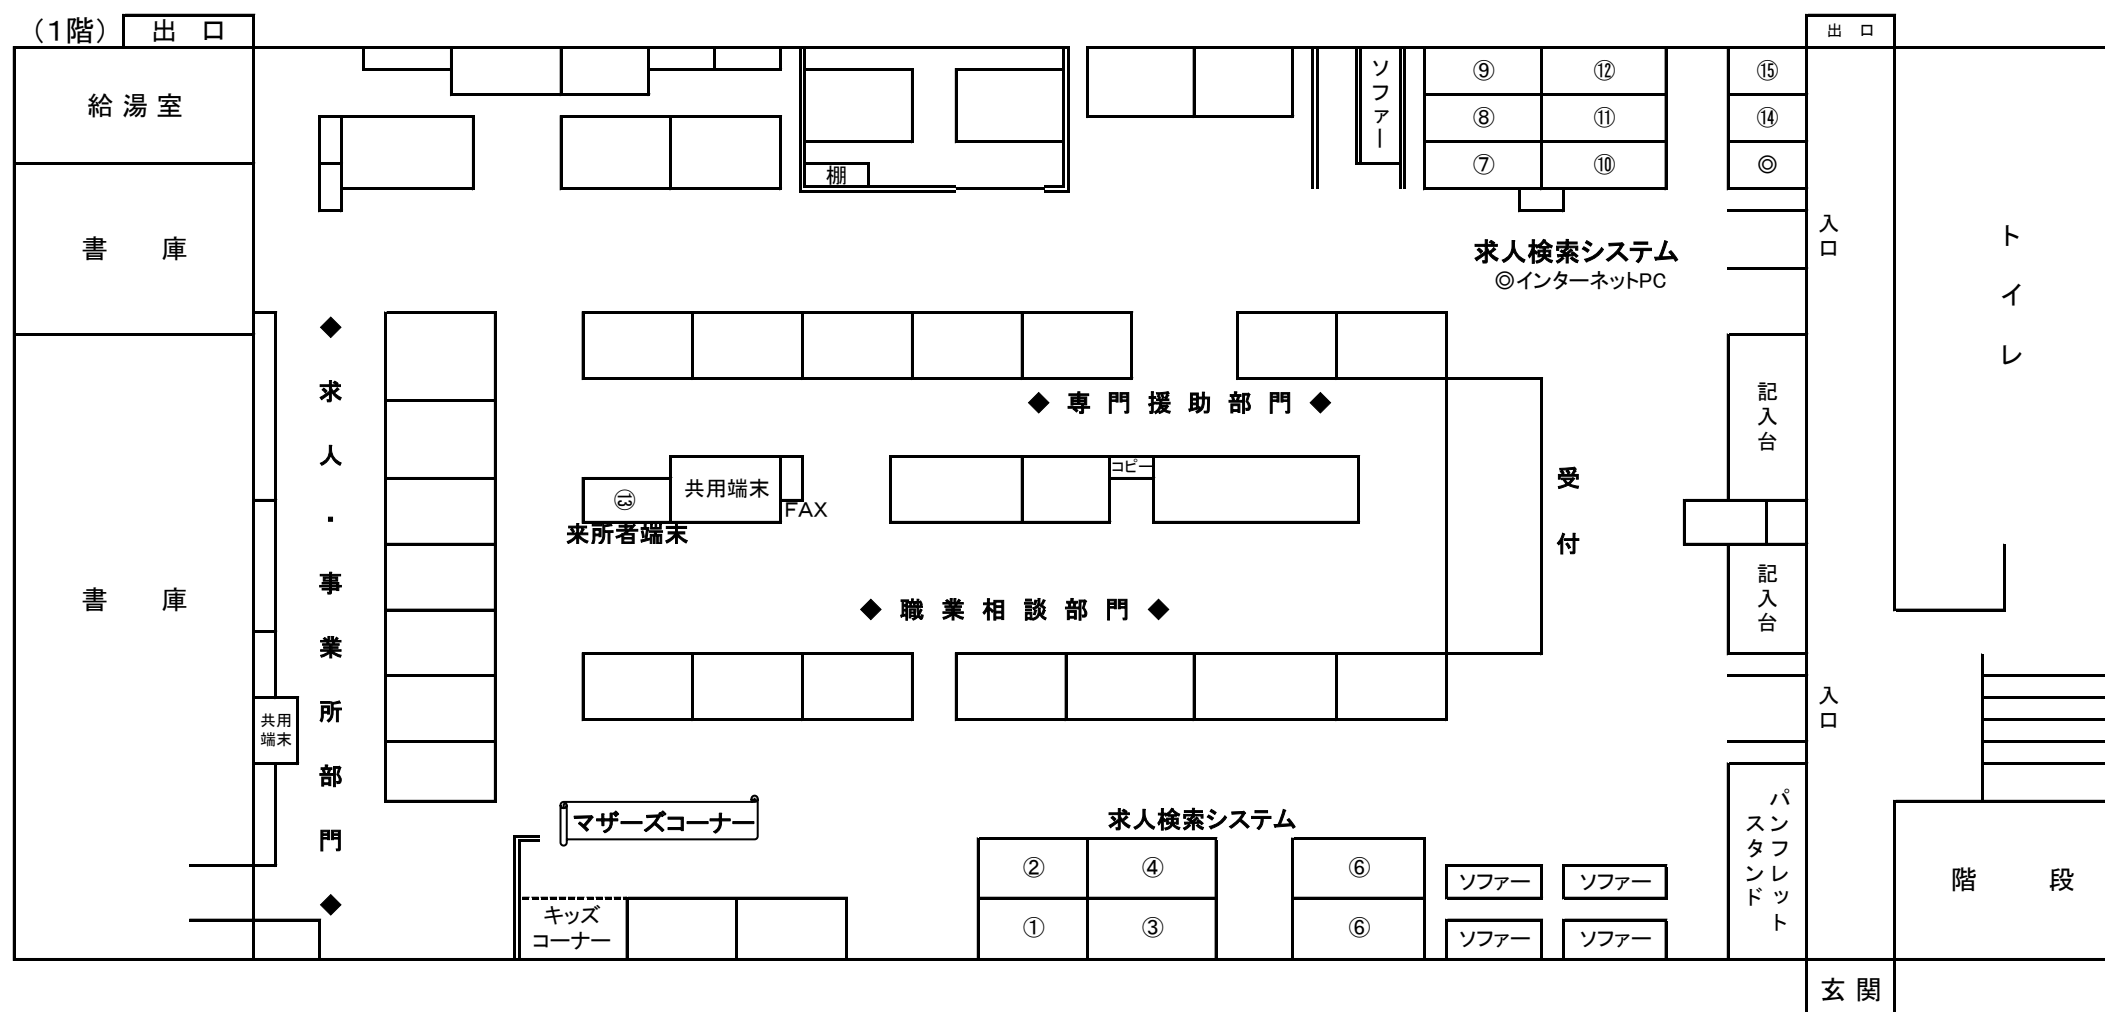 （１階）
出　口
出　口
給 湯 室
ソファー
⑨
⑫
⑮
⑧
⑪
⑭
棚
⑦
⑩
◎
書　　庫
求人検索システム
◎インターネットPC
入口
トイレ
◆求人・事業所部門◆
◆ 専 門 援 助 部 門 ◆
記入台
コピー
共用端末
⑬
FAX
来所者端末
受付
書　　庫
記入台
◆ 職 業 相 談 部 門 ◆
共用
端末
入口
マザーズコーナー
求人検索システム
パンフレット
スタンド
②
④
⑥
ソファー
ソファー
階　　段
キッズ
コーナー
①
③
⑥
ソファー
ソファー
玄 関